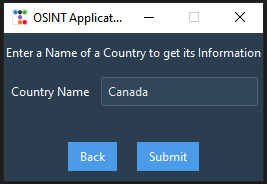 OSINT Applicat...
Enter a Name of a Country to get its Information
Country Name
Canada
Back
Submit